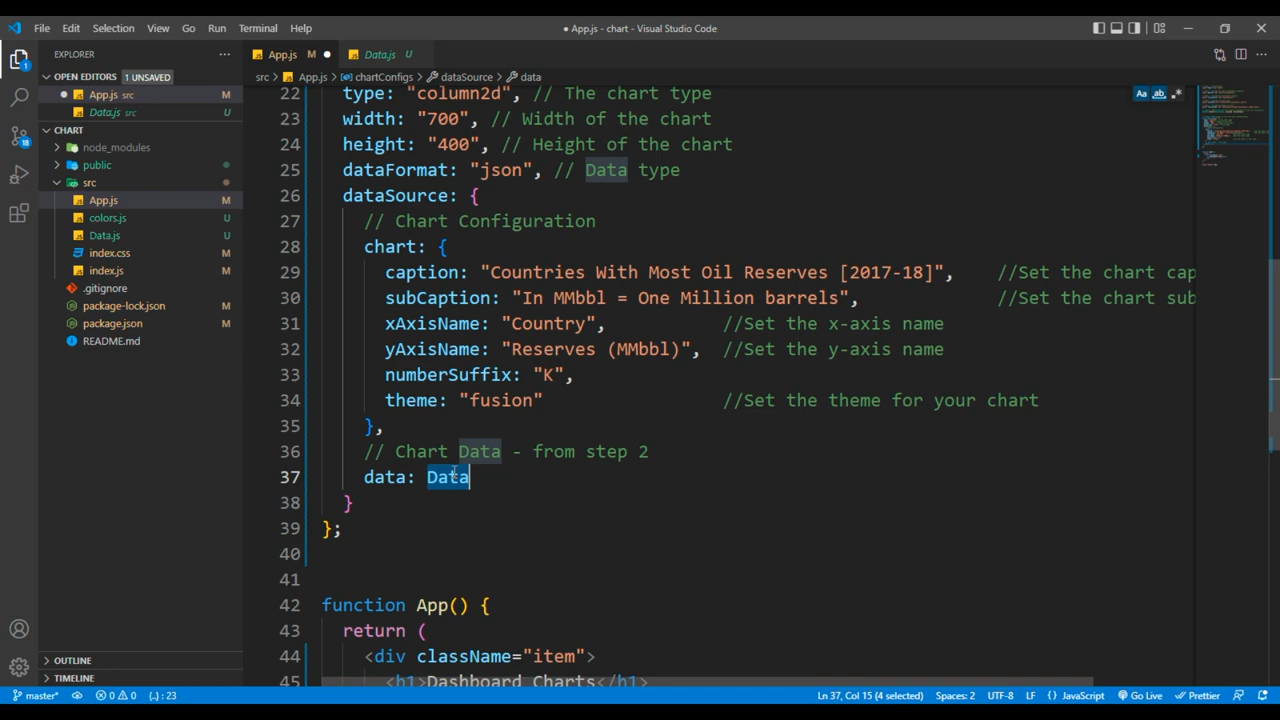 File Edit Selection View Go Run Terminal Help
● App.js - chart - Visual Studio Code
EXPLORER ···
App.js M ●
Data.js U
OPEN EDITORS 1 UNSAVED
● App.js src M
Data.js src U
CHART
node_modules
public
src
App.js M
colors.js U
Data.js U
index.css M
index.js M
.gitignore
package-lock.json M
package.json M
README.md
OUTLINE
TIMELINE
1
18
src > App.js > chartConfigs > dataSource > data
Aa ab .*
22 type: "column2d", // The chart type
23 width: "700", // Width of the chart
24 height: "400", // Height of the chart
25 dataFormat: "json", // Data type
26 dataSource: {
27 // Chart Configuration
28 chart: {
29 caption: "Countries With Most Oil Reserves [2017-18]", //Set the chart cap
30 subCaption: "In MMbbl = One Million barrels", //Set the chart sub
31 xAxisName: "Country", //Set the x-axis name
32 yAxisName: "Reserves (MMbbl)", //Set the y-axis name
33 numberSuffix: "K",
34 theme: "fusion" //Set the theme for your chart
35 },
36 // Chart Data - from step 2
37 data: Data
38 }
39 };
40
41
42 function App() {
43 return (
44 <div className="item">
45 <h1>Dashboard Charts</h1>
master* 0 0 {..} : 23 Ln 37, Col 15 (4 selected) Spaces: 2 UTF-8 LF {} JavaScript Go Live Prettier